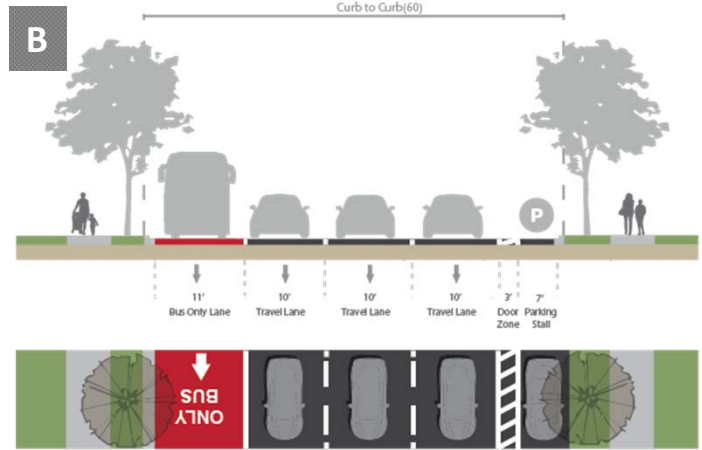 B
Curb to Curb(60)
P
11'
Bus Only Lane
10'
Travel Lane
10'
Travel Lane
10'
Travel Lane
3'
Door
Zone
7'
Parking
Stall
ONLY
BUS